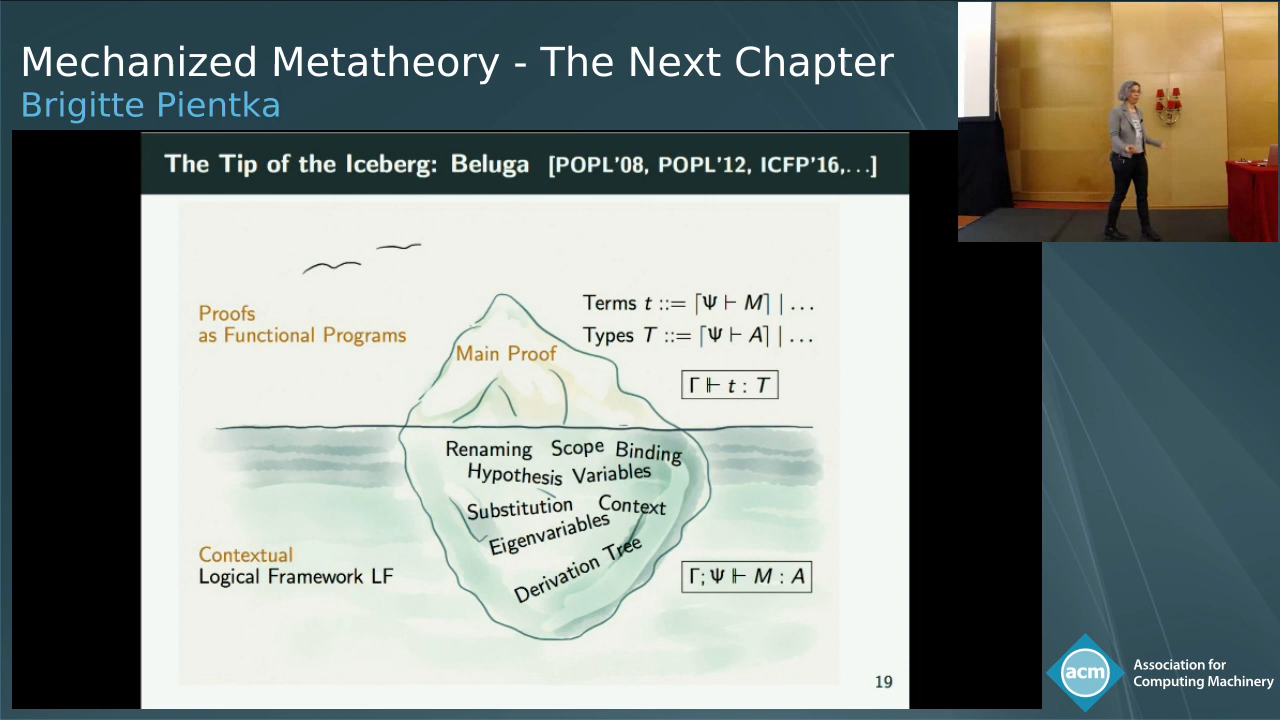 Mechanized Metatheory - The Next Chapter
Brigitte Pientka
The Tip of the Iceberg: Beluga [POPL'08, POPL'12, ICFP'16,...]
Proofs
as Functional Programs
Main Proof
Terms t ::= ⌈Ψ ⊢ M⌉ | ...
Types T ::= ⌈Ψ ⊢ A⌉ | ...
Γ ⊩ t : T
Renaming Scope Binding
Hypothesis Variables
Substitution Context
Eigenvariables
Derivation Tree
Contextual
Logical Framework LF
Γ; Ψ ⊩ M : A
19
acm
Association for
Computing Machinery